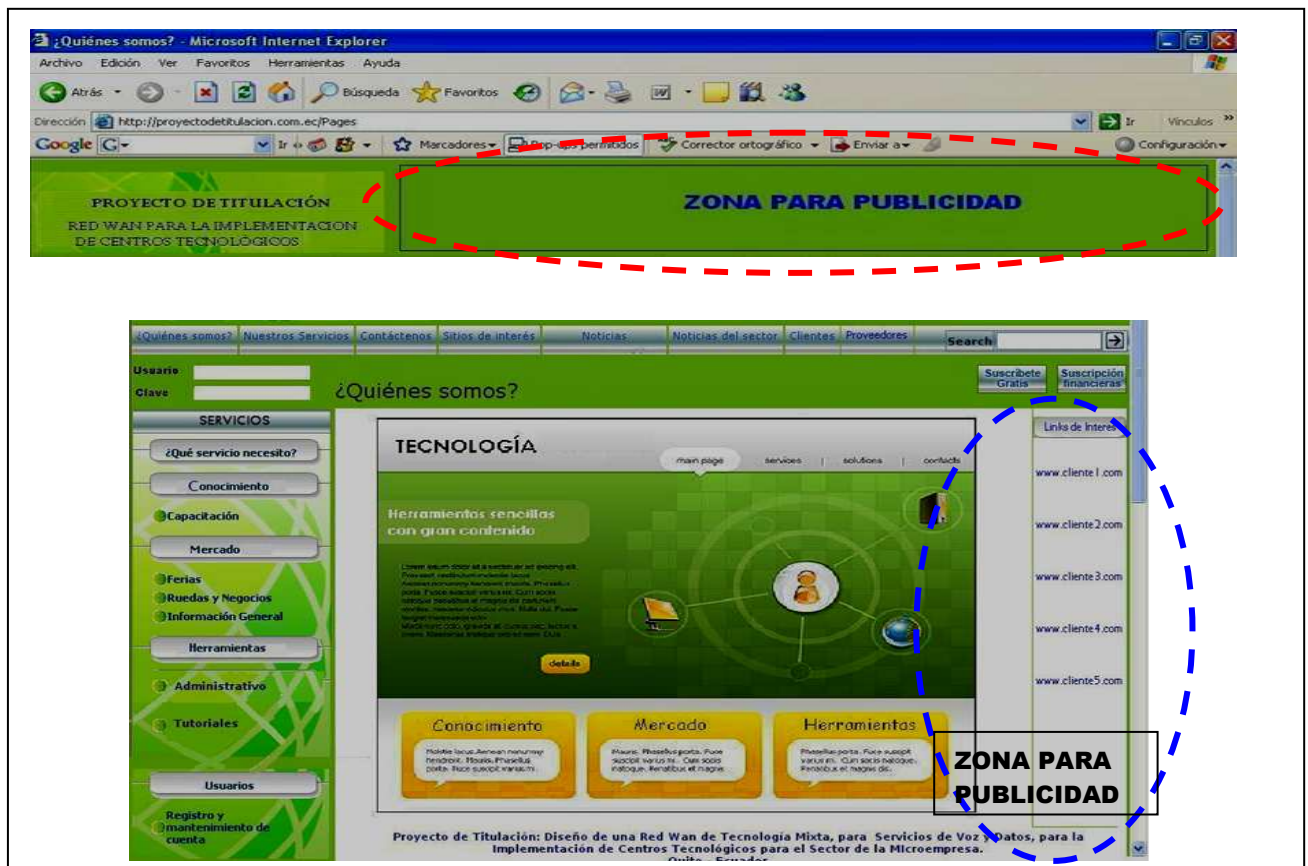 ¿Quiénes somos? - Microsoft Internet Explorer
Archivo Edición Ver Favoritos Herramientas Ayuda
Atrás Búsqueda Favoritos
Dirección http://proyectodetitulacion.com.ec/Pages Ir Vínculos »
Google G Ir Marcadores Pop-ups permitidos Corrector ortográfico Enviar a Configuración
PROYECTO DE TITULACIÓN
RED WAN PARA LA IMPLEMENTACION
DE CENTROS TECNOLÓGICOS
ZONA PARA PUBLICIDAD
¿Quiénes somos? Nuestros Servicios Contáctenos Sitios de interés Noticias Noticias del sector Clientes Proveedores Search
Usuario
Clave
¿Quiénes somos?
Suscríbete Gratis
Suscripción financieras
SERVICIOS
¿Qué servicio necesito?
Conocimiento
Capacitación
Mercado
Ferias
Ruedas y Negocios
Información General
Herramientas
Administrativo
Tutoriales
Usuarios
Registro y
mantenimiento de
cuenta
TECNOLOGÍA
main page services | solutions | contacts
Herramientas sencillas
con gran contenido
details
Conocimiento
Mercado
Herramientas
Links de Interes
www.cliente1.com
www.cliente2.com
www.cliente3.com
www.cliente4.com
www.cliente5.com
ZONA PARA
PUBLICIDAD
Proyecto de Titulación: Diseño de una Red Wan de Tecnología Mixta, para Servicios de Voz y Datos, para la
Implementación de Centros Tecnológicos para el Sector de la MIcroempresa.
Quito - Ecuador